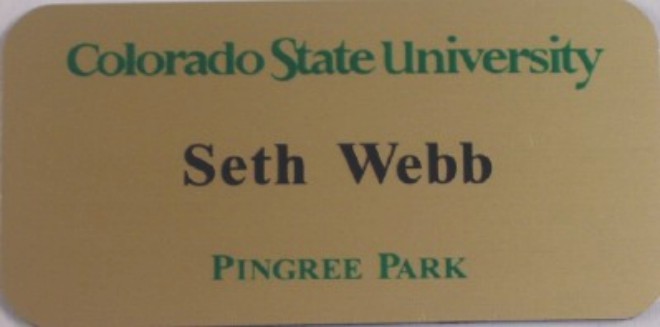 Colorado State University
Seth Webb
PINGREE PARK